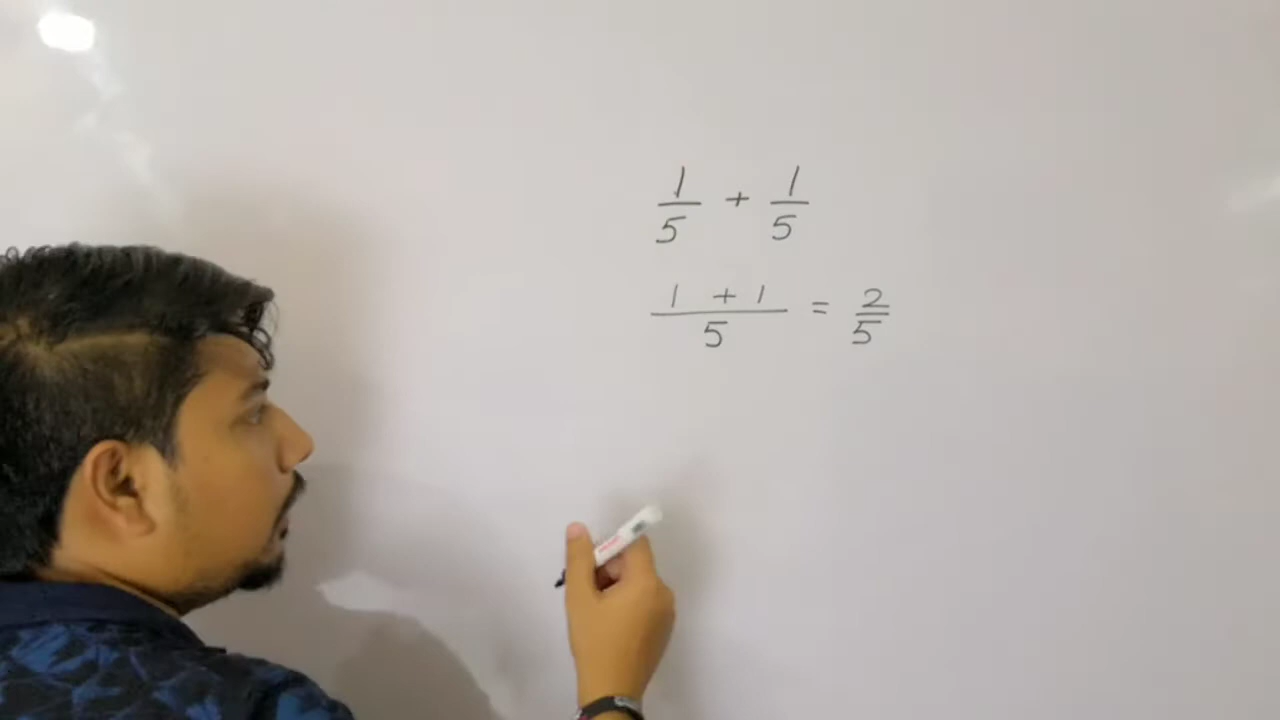 1/5 + 1/5
(1 + 1)/5 = 2/5